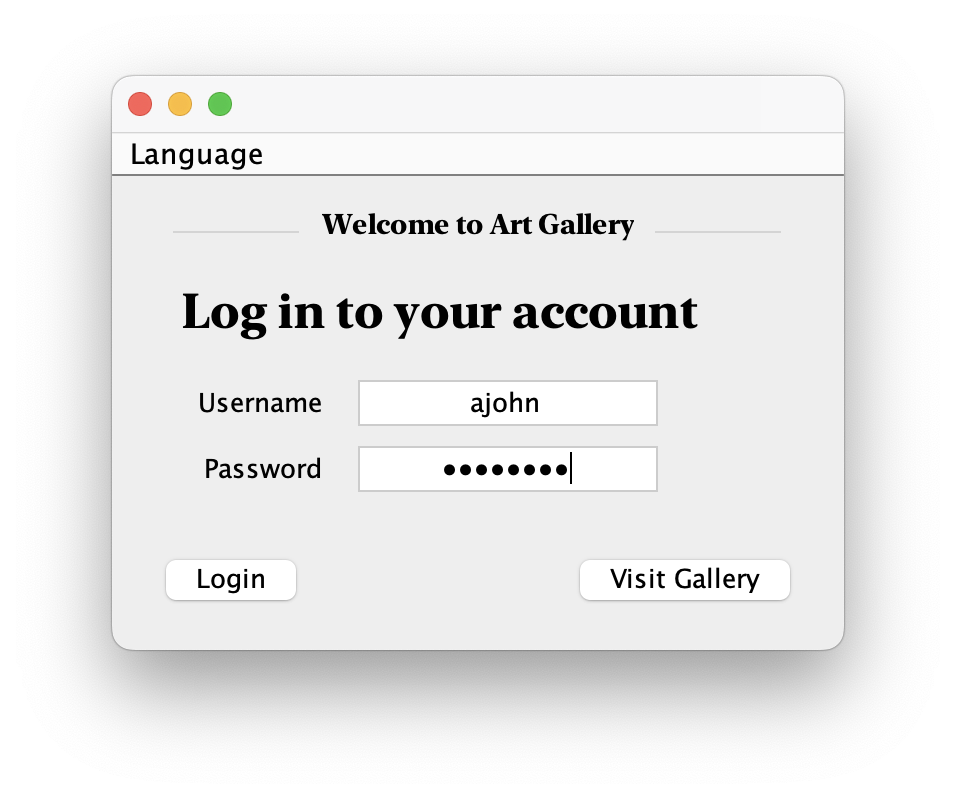 Language
Welcome to Art Gallery
Log in to your account
Username ajohn
Password ••••••••
Login Visit Gallery